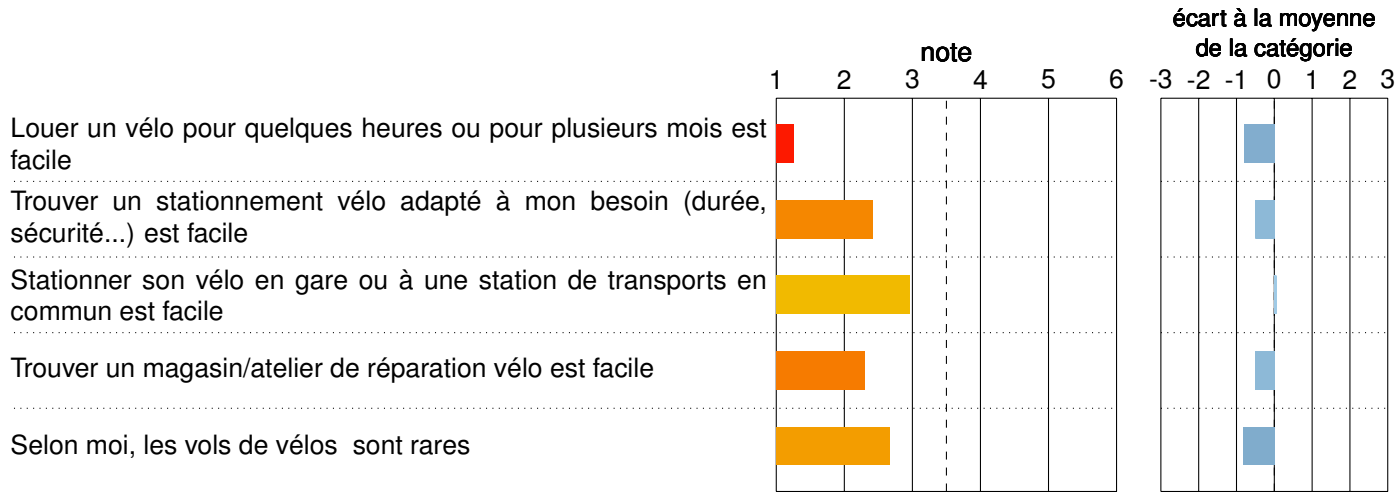 écart à la moyenne
note de la catégorie
1 2 3 4 5 6 -3 -2 -1 0 1 2 3
Louer un vélo pour quelques heures ou pour plusieurs mois est
facile
Trouver un stationnement vélo adapté à mon besoin (durée,
sécurité...) est facile
Stationner son vélo en gare ou à une station de transports en
commun est facile
Trouver un magasin/atelier de réparation vélo est facile
Selon moi, les vols de vélos sont rares